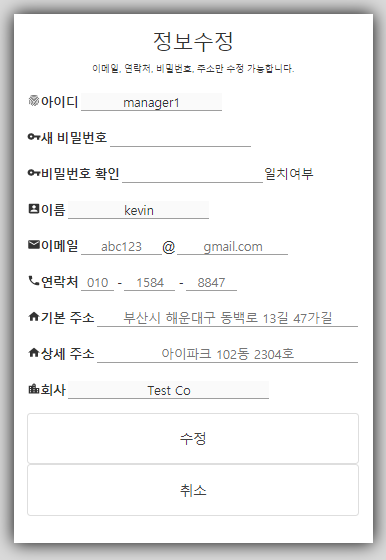 정보수정
이메일, 연락처, 비밀번호, 주소만 수정 가능합니다.
아이디 manager1
새 비밀번호
비밀번호 확인 일치여부
이름 kevin
이메일 abc123 @ gmail.com
연락처 010 - 1584 - 8847
기본 주소 부산시 해운대구 동백로 13길 47가길
상세 주소 아이파크 102동 2304호
회사 Test Co
수정
취소